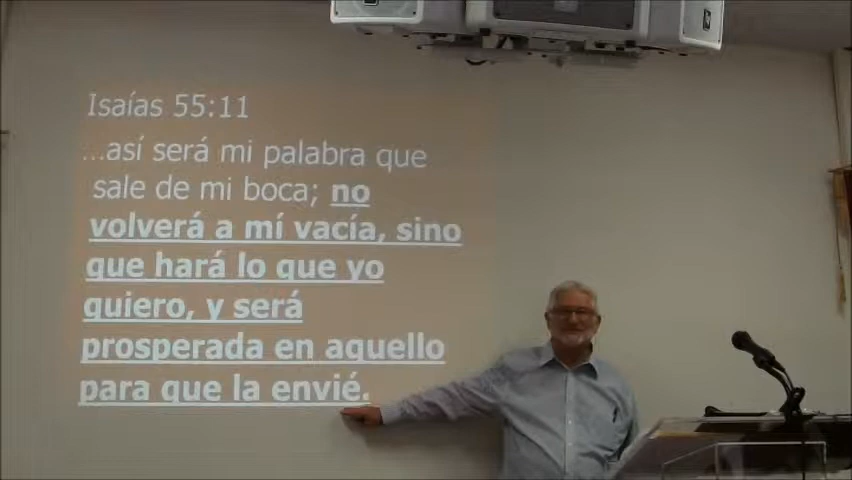 Isaías 55:11
...así será mi palabra que
sale de mi boca; no
volverá a mí vacía, sino
que hará lo que yo
quiero, y será
prosperada en aquello
para que la envié.